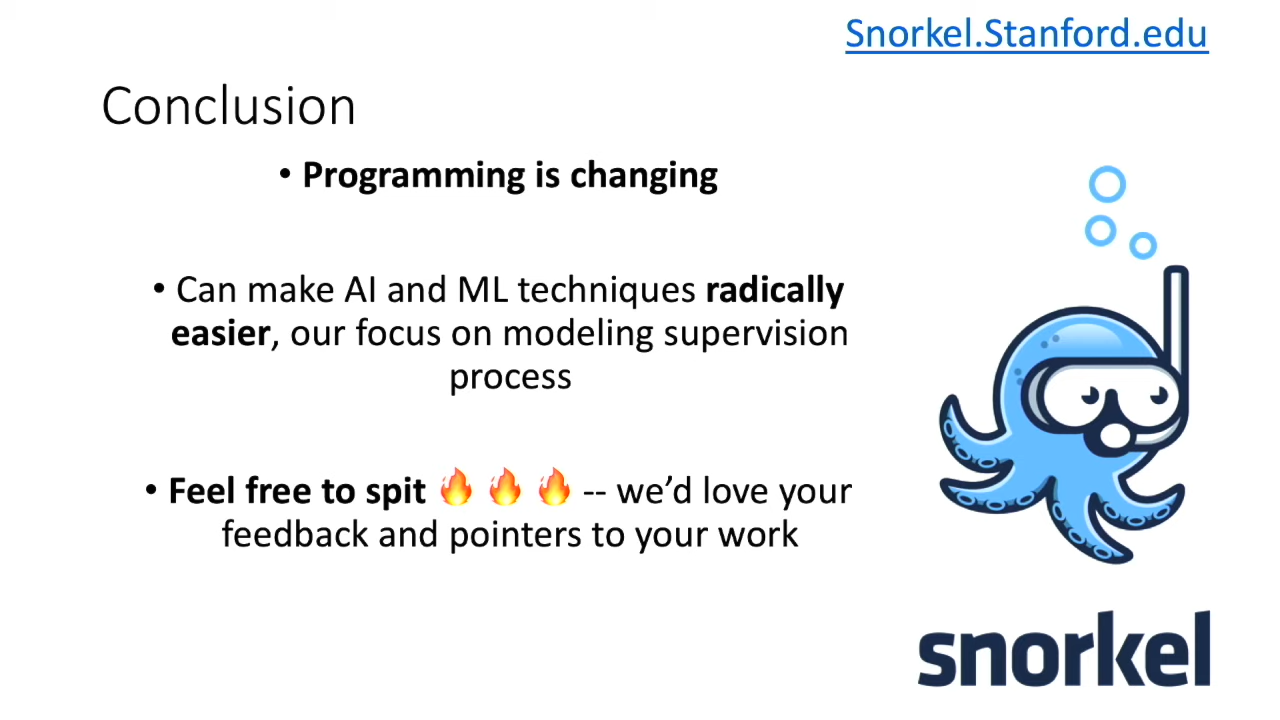 Snorkel.Stanford.edu
Conclusion
• Programming is changing
• Can make AI and ML techniques radically
easier, our focus on modeling supervision
process
• Feel free to spit 🔥 🔥 🔥 -- we’d love your
feedback and pointers to your work
snorkel